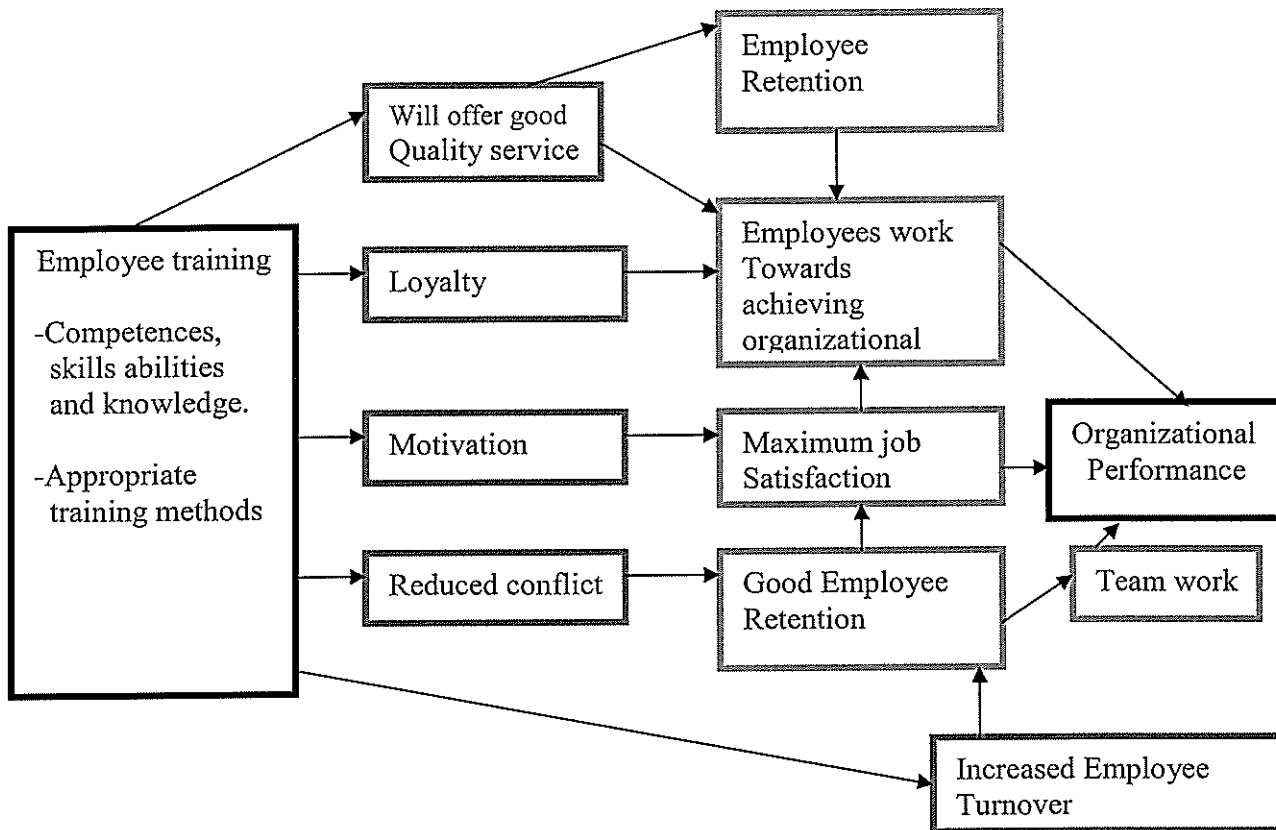 Employee
Retention
Will offer good
Quality service
Employee training
-Competences,
skills abilities
and knowledge.
-Appropriate
training methods
Loyalty
Employees work
Towards
achieving
organizational
Motivation
Maximum job
Satisfaction
Organizational
Performance
Reduced conflict
Good Employee
Retention
Team work
Increased Employee
Turnover